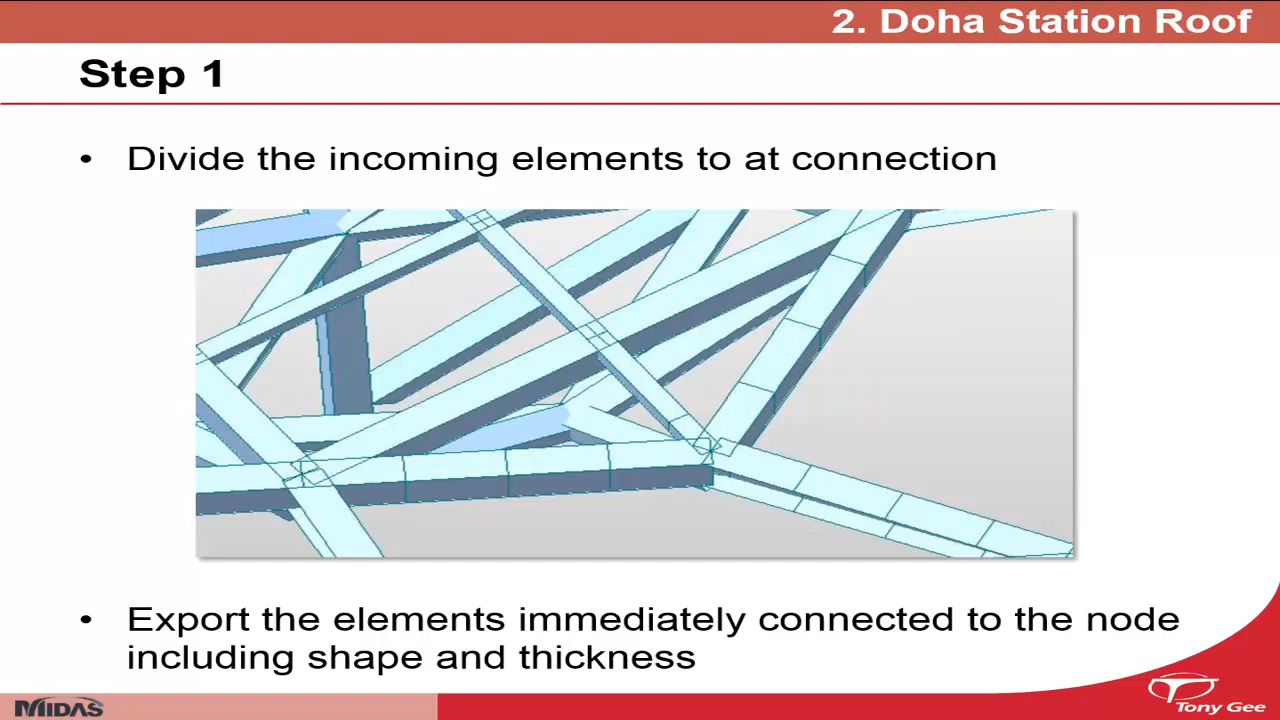 2. Doha Station Roof
Step 1
• Divide the incoming elements to at connection
• Export the elements immediately connected to the node
including shape and thickness
MIDAS
Tony Gee